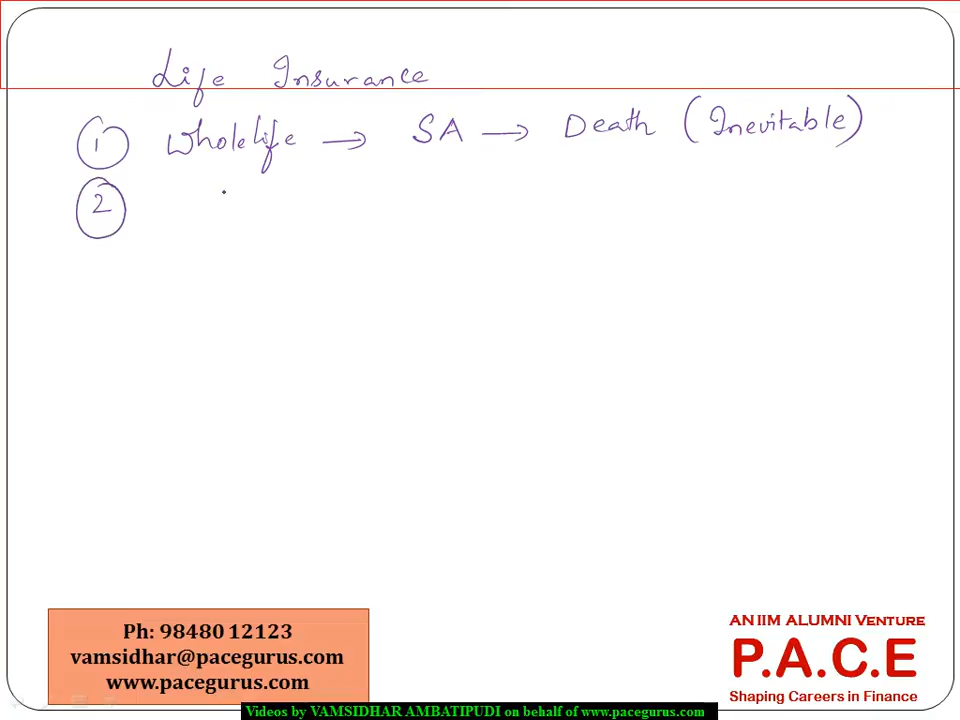 Life Insurance
1 Wholelife → SA → Death (Inevitable)
2
Ph: 98480 12123
vamsidhar@pacegurus.com
www.pacegurus.com
AN IIM ALUMNI VENTURE
P.A.C.E
Shaping Careers in Finance
Videos by VAMSIDHAR AMBATIPUDI on behalf of www.pacegurus.com